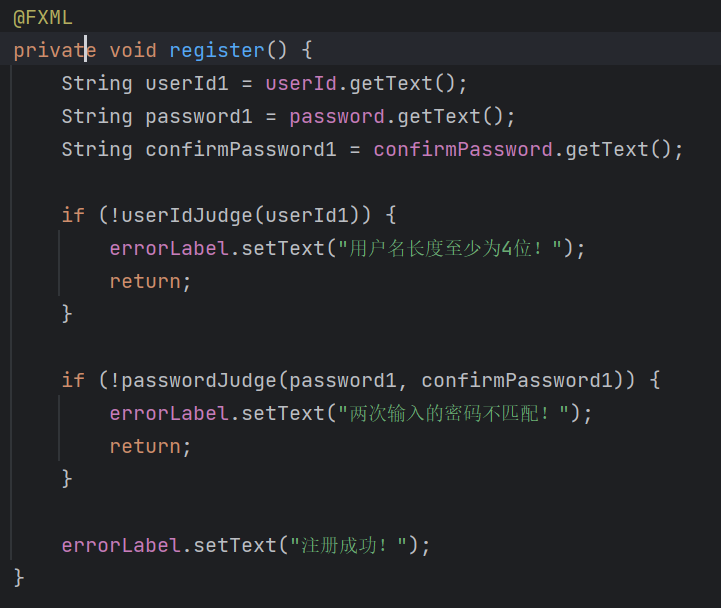 @FXML
private void register() {
    String userId1 = userId.getText();
    String password1 = password.getText();
    String confirmPassword1 = confirmPassword.getText();
    if (!userIdJudge(userId1)) {
        errorLabel.setText("用户名长度至少为4位！");
        return;
    }
    if (!passwordJudge(password1, confirmPassword1)) {
        errorLabel.setText("两次输入的密码不匹配！");
        return;
    }
    errorLabel.setText("注册成功！");
}